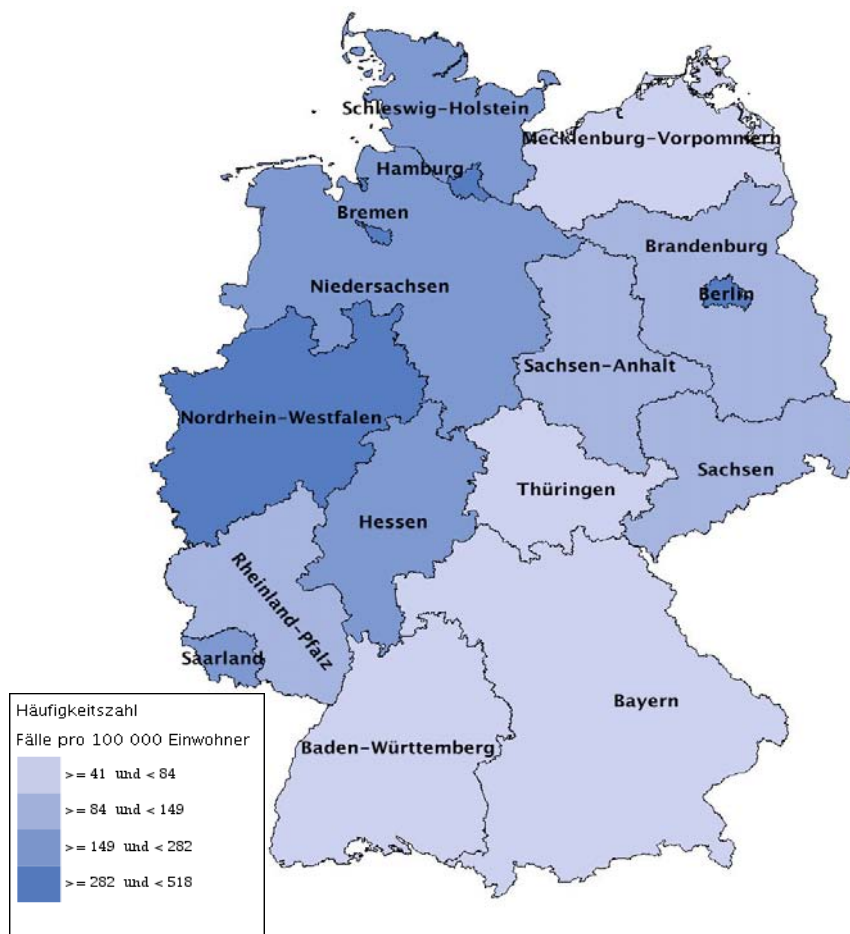 Schleswig-Holstein
Mecklenburg-Vorpommern
Hamburg
Bremen
Brandenburg
Berlin
Niedersachsen
Sachsen-Anhalt
Nordrhein-Westfalen
Sachsen
Thüringen
Hessen
Rheinland-Pfalz
Saarland
Bayern
Baden-Württemberg
Häufigkeitszahl
Fälle pro 100 000 Einwohner
>= 41 und < 84
>= 84 und < 149
>= 149 und < 282
>= 282 und < 518